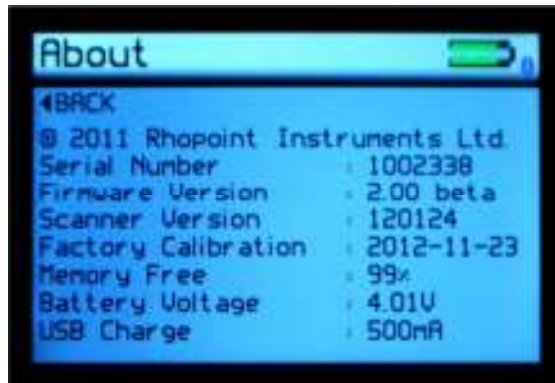 About
◀BACK
© 2011 Rhopoint Instruments Ltd.
Serial Number : 1002338
Firmware Version : 2.00 beta
Scanner Version : 120124
Factory Calibration : 2012-11-23
Memory Free : 99%
Battery Voltage : 4.01V
USB Charge : 500mA